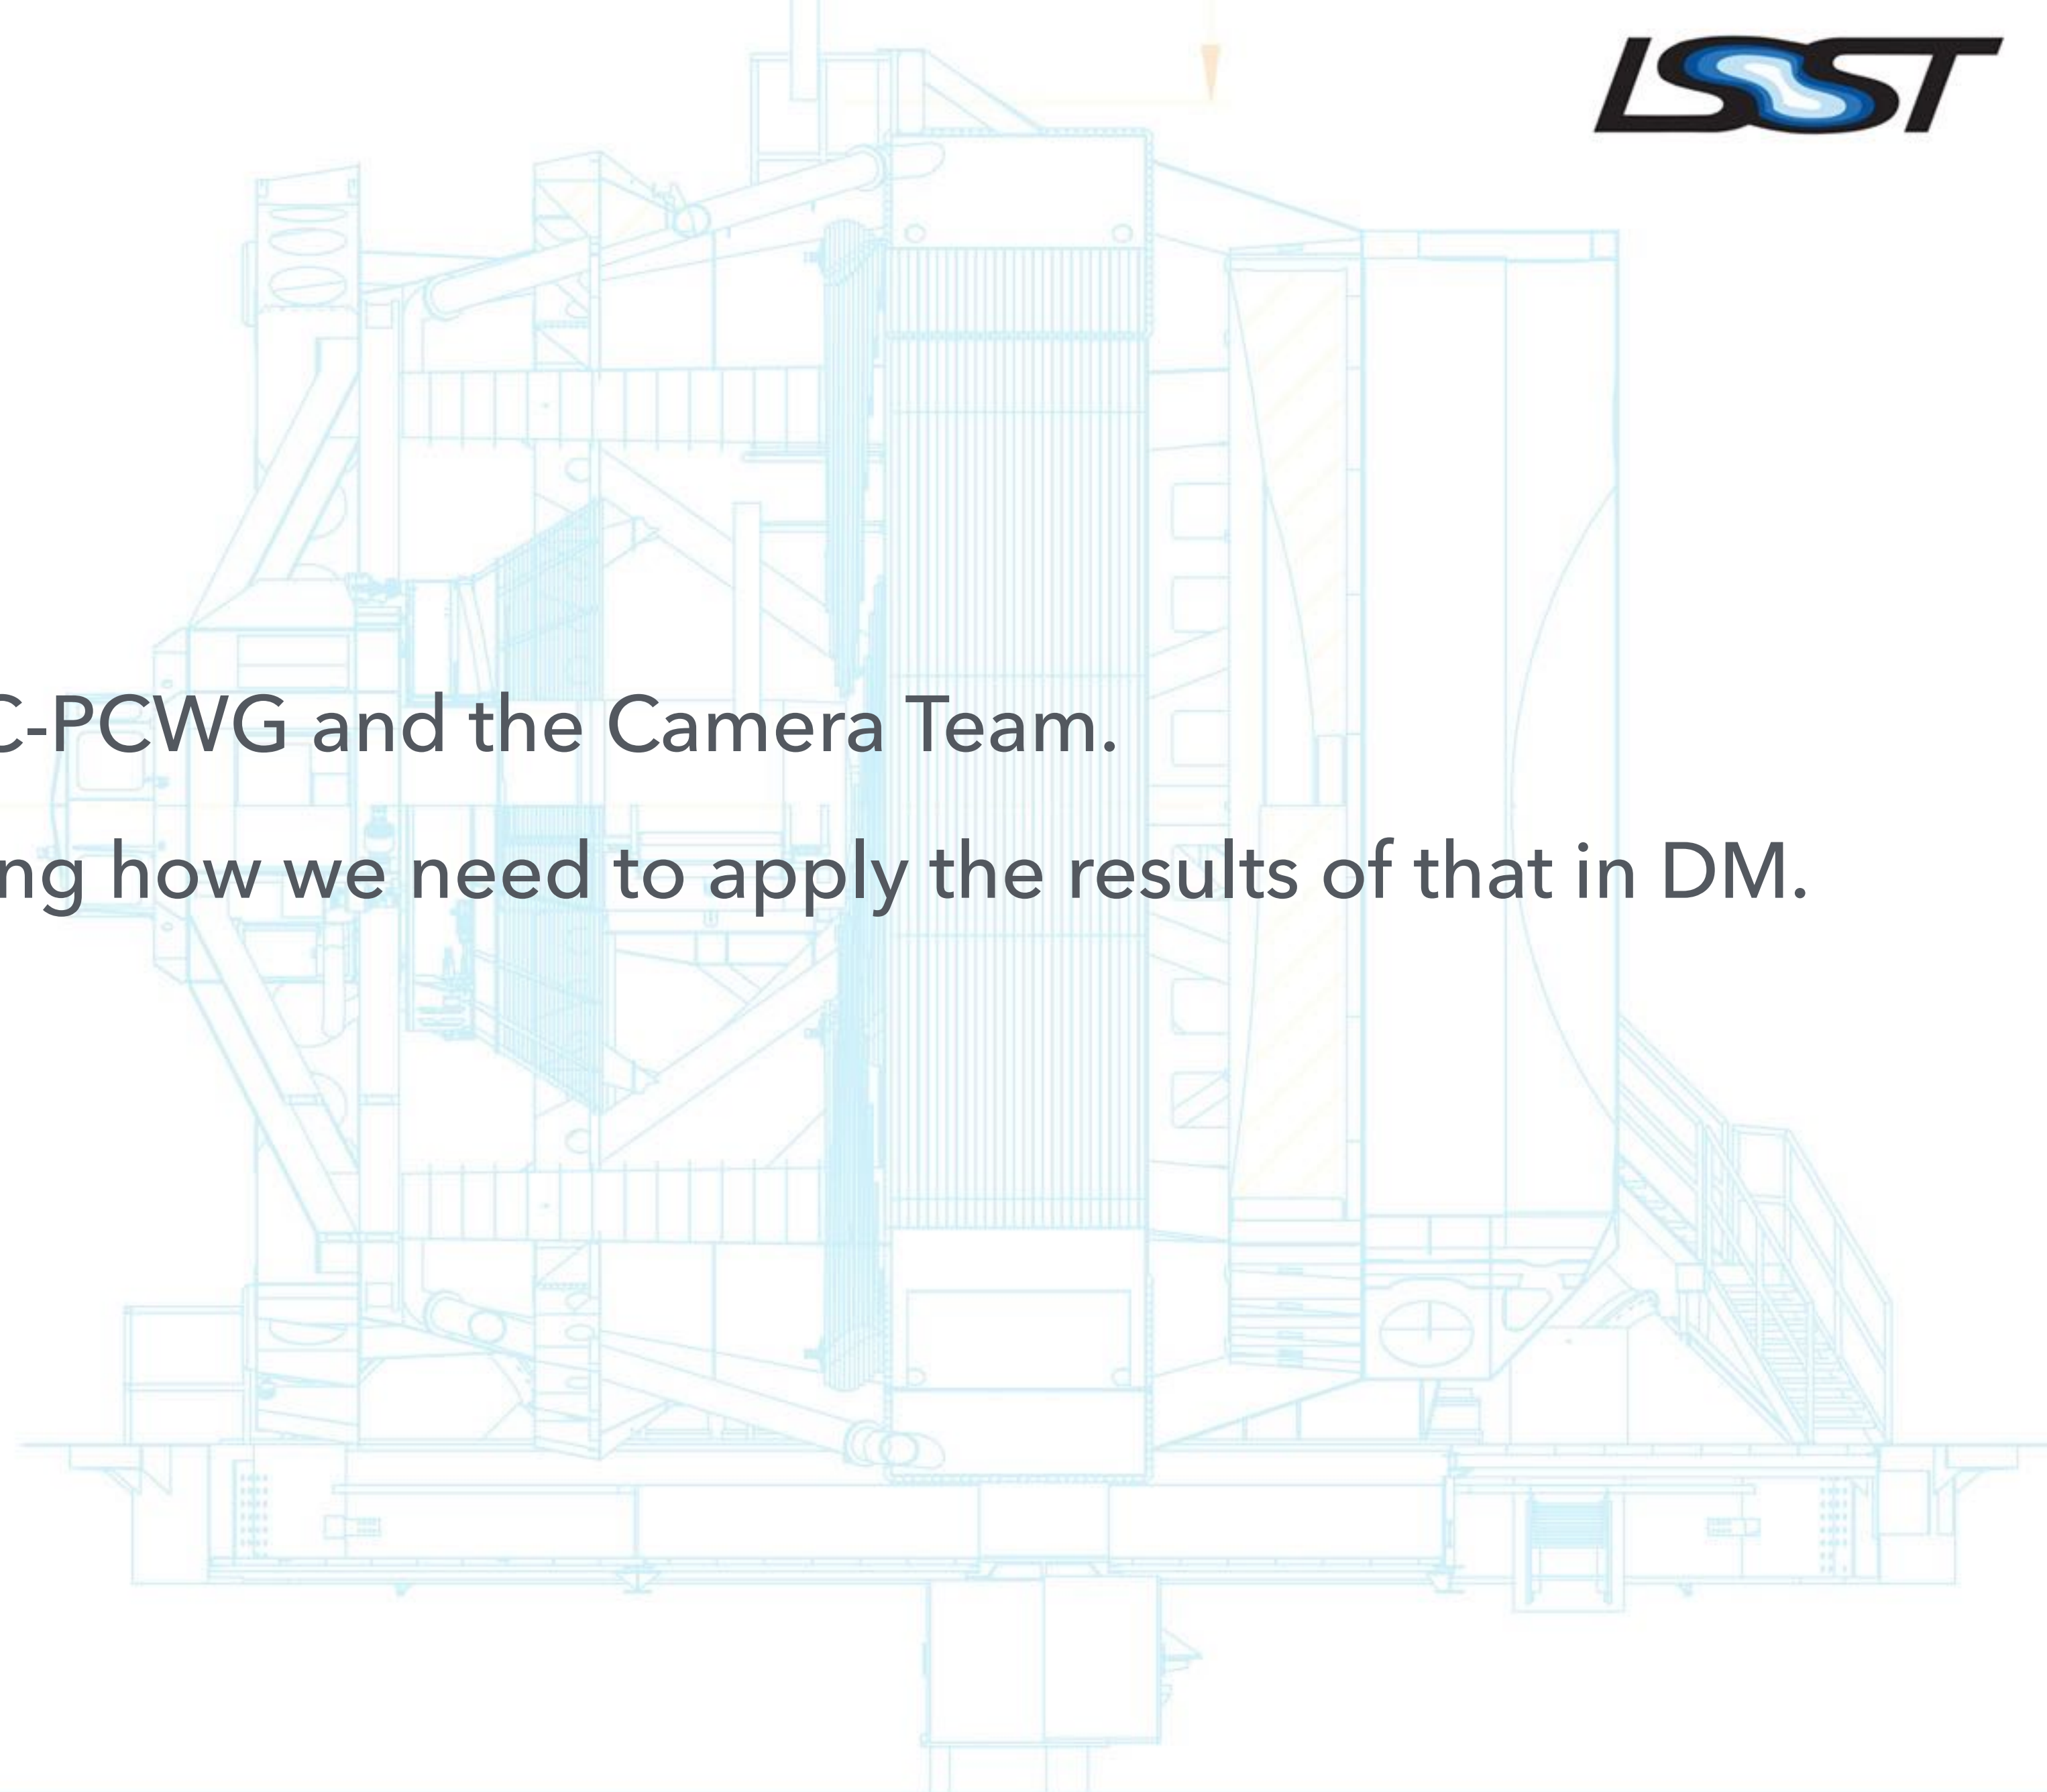 LSST
C-PCWG and the Camera Team.
ng how we need to apply the results of that in DM.